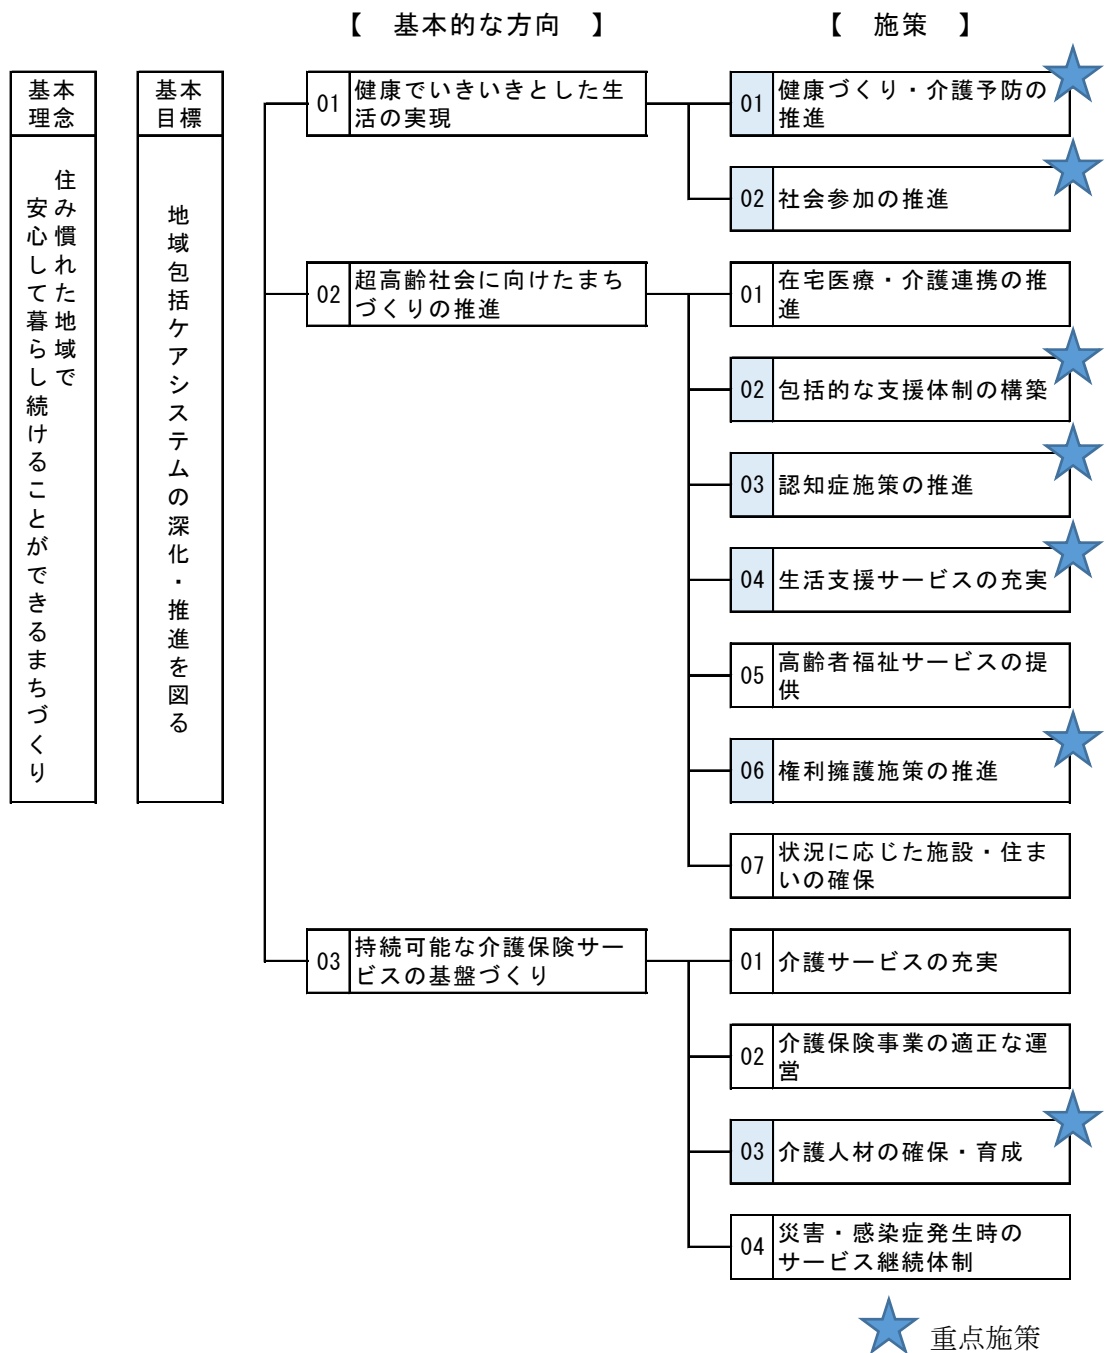 【 基本的な方向 】
【 施策 】
基本
理念
住み慣れた地域で
安心して暮らし続けることができるまちづくり
基本
目標
地域包括ケアシステムの深化・推進を図る
01
健康でいきいきとした生
活の実現
01
健康づくり・介護予防の
推進
02
社会参加の推進
02
超高齢社会に向けたまち
づくりの推進
01
在宅医療・介護連携の推
進
02
包括的な支援体制の構築
03
認知症施策の推進
04
生活支援サービスの充実
05
高齢者福祉サービスの提
供
06
権利擁護施策の推進
07
状況に応じた施設・住ま
いの確保
03
持続可能な介護保険サー
ビスの基盤づくり
01
介護サービスの充実
02
介護保険事業の適正な運
営
03
介護人材の確保・育成
04
災害・感染症発生時の
サービス継続体制
重点施策